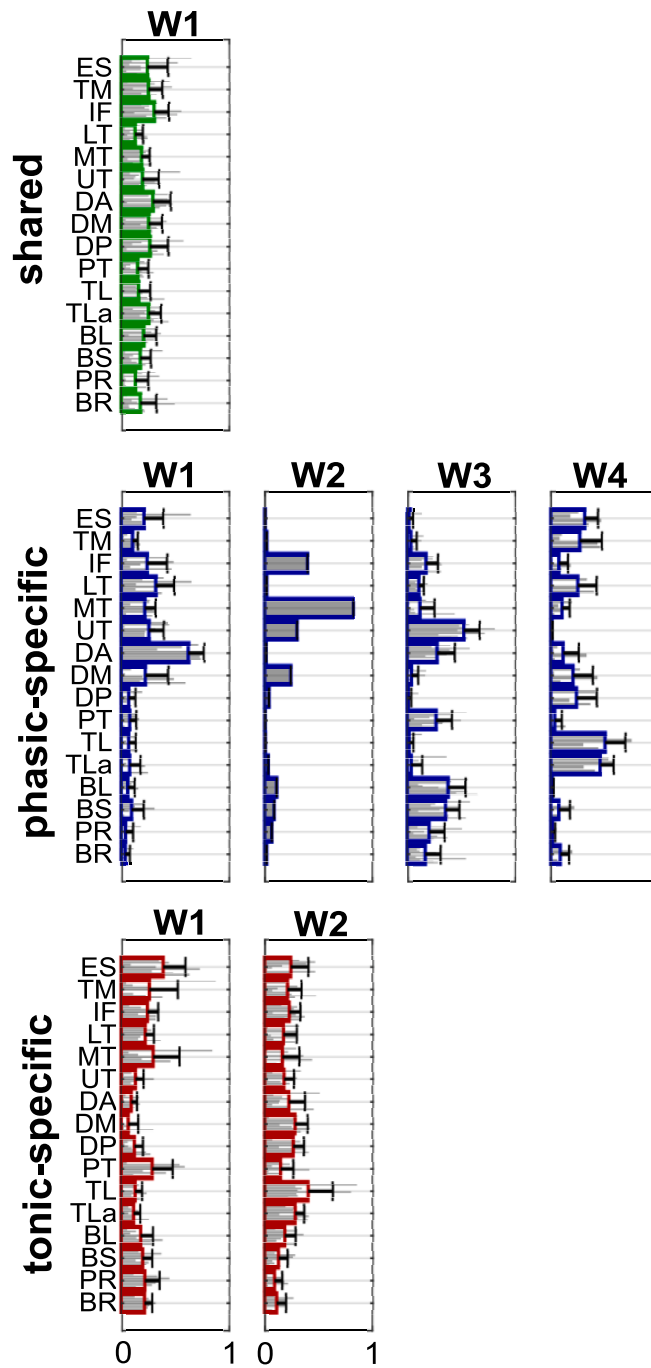 W1
shared
ES
TM
IF
LT
MT
UT
DA
DM
DP
PT
TL
TLa
BL
BS
PR
BR
W1 W2 W3 W4
phasic-specific
ES
TM
IF
LT
MT
UT
DA
DM
DP
PT
TL
TLa
BL
BS
PR
BR
W1 W2
tonic-specific
ES
TM
IF
LT
MT
UT
DA
DM
DP
PT
TL
TLa
BL
BS
PR
BR
0 1 0 1